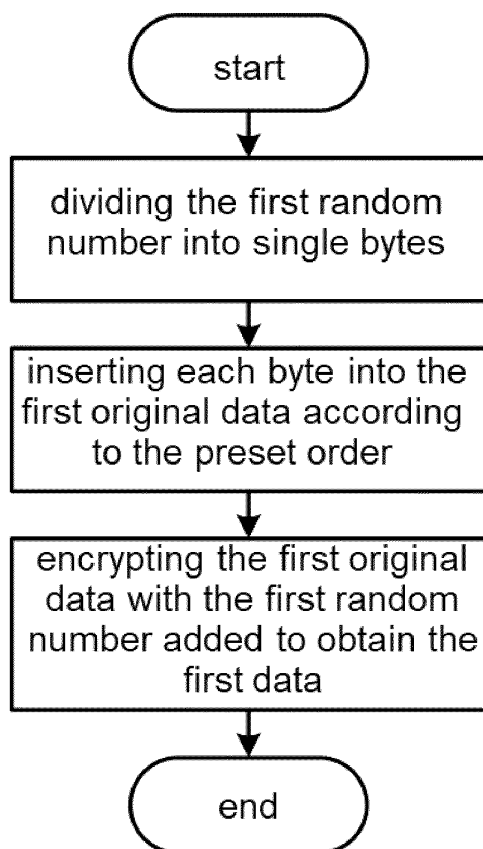 start
dividing the first random
number into single bytes
inserting each byte into the
first original data according
to the preset order
encrypting the first original
data with the first random
number added to obtain the
first data
end